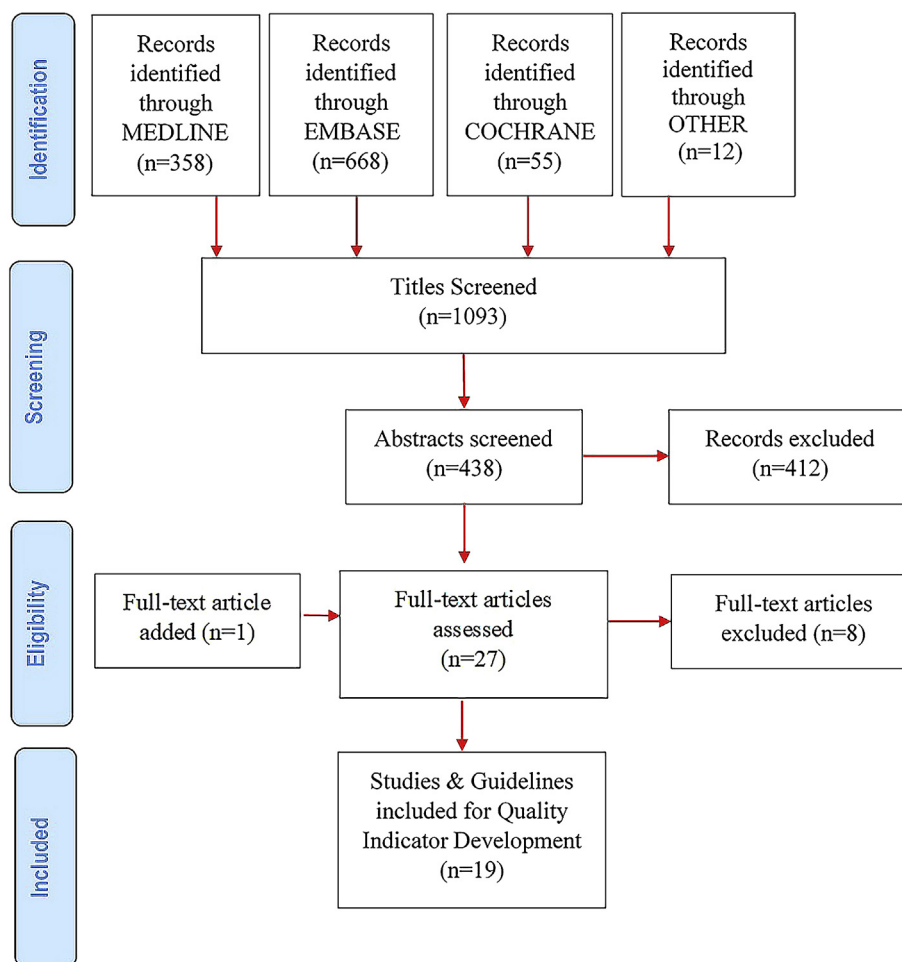 Identification
Records
identified
through
MEDLINE
(n=358)
Records
identified
through
EMBASE
(n=668)
Records
identified
through
COCHRANE
(n=55)
Records
identified
through
OTHER
(n=12)
Screening
Titles Screened
(n=1093)
Abstracts screened
(n=438)
Records excluded
(n=412)
Eligibility
Full-text article
added (n=1)
Full-text articles
assessed
(n=27)
Full-text articles
excluded (n=8)
Included
Studies & Guidelines
included for Quality
Indicator Development
(n=19)